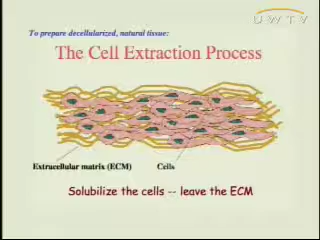 UWTV
To prepare decellularized, natural tissue:
The Cell Extraction Process
Extracellular matrix (ECM) Cells
Solubilize the cells -- leave the ECM